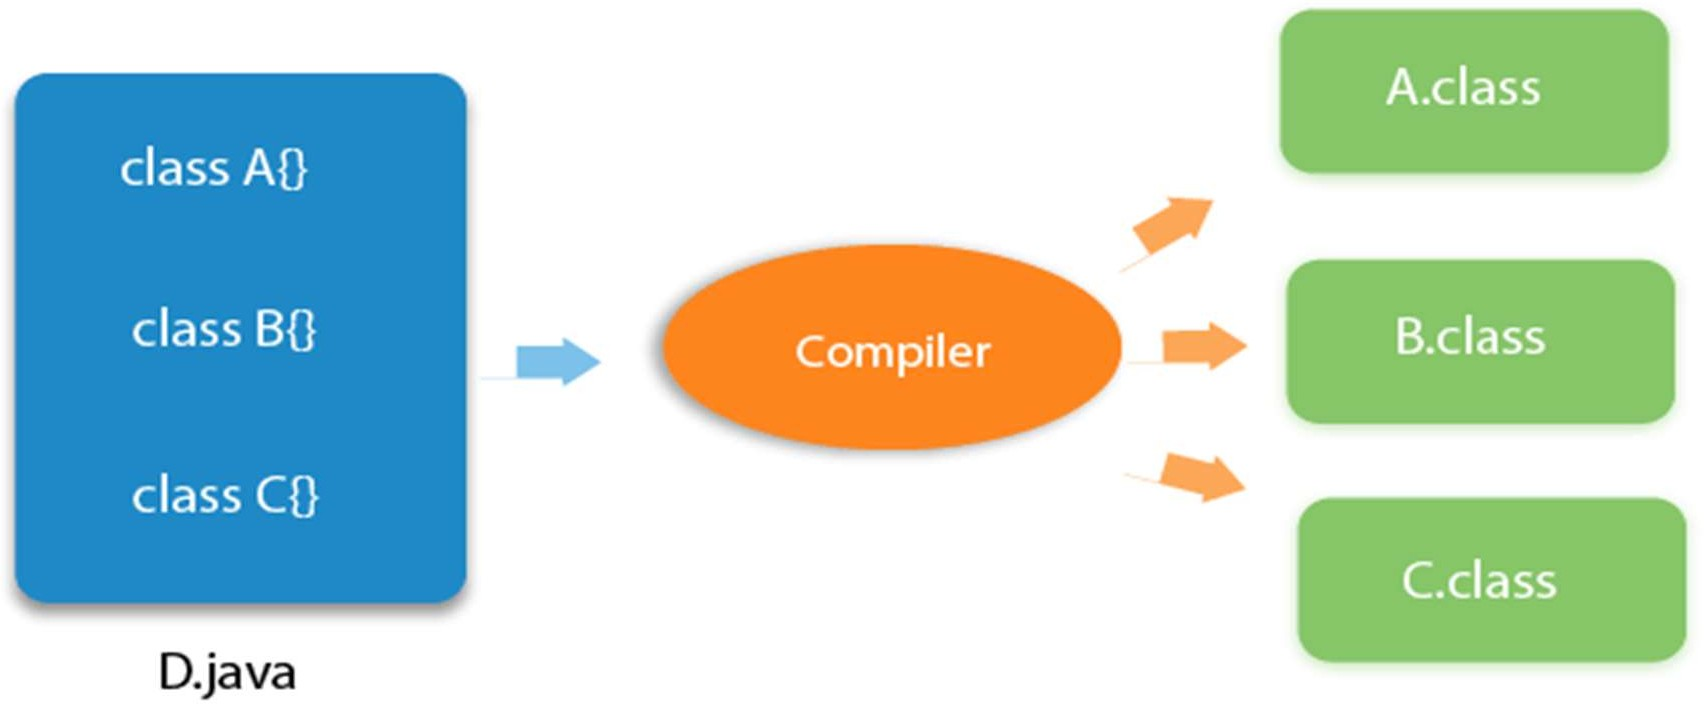 class A{}
class B{}
class C{}
D.java
Compiler
A.class
B.class
C.class